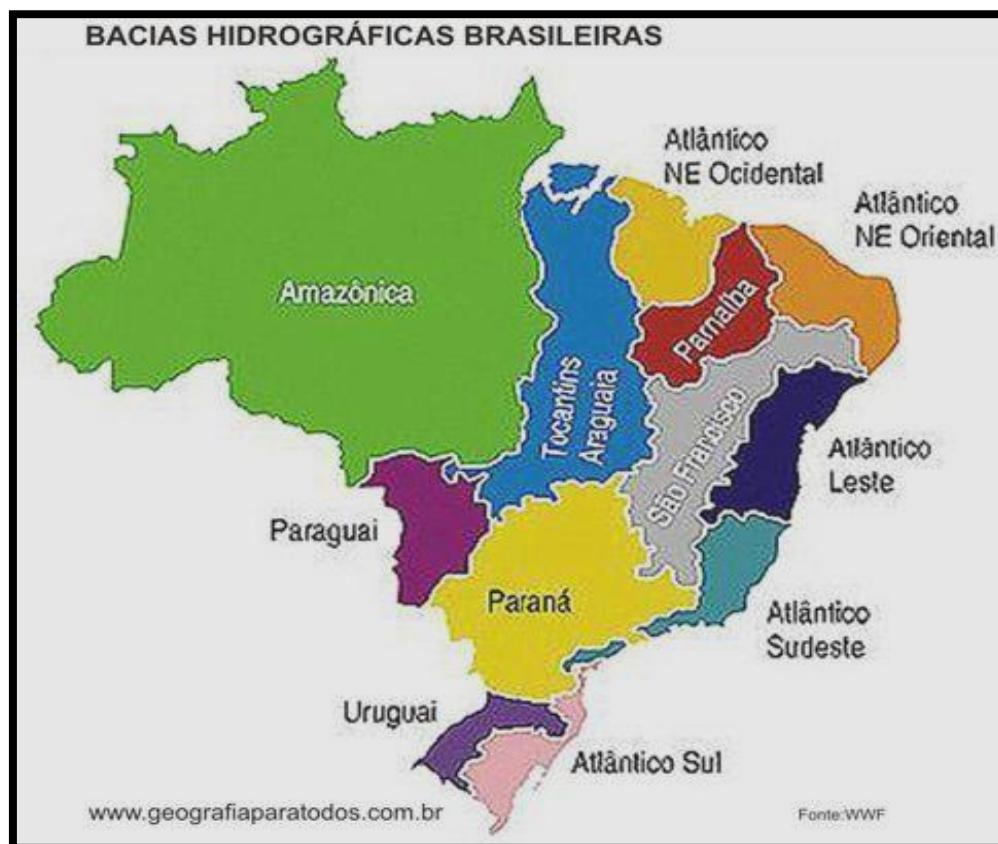 BACIAS HIDROGRÁFICAS BRASILEIRAS
Atlântico
NE Ocidental
Atlântico
NE Oriental
Amazônica
Parnaíba
Tocantins
Araguaia
São Francisco
Atlântico
Leste
Paraguai
Paraná
Atlântico
Sudeste
Uruguai
Atlântico Sul
www.geografiaparatodos.com.br
Fonte:WWF